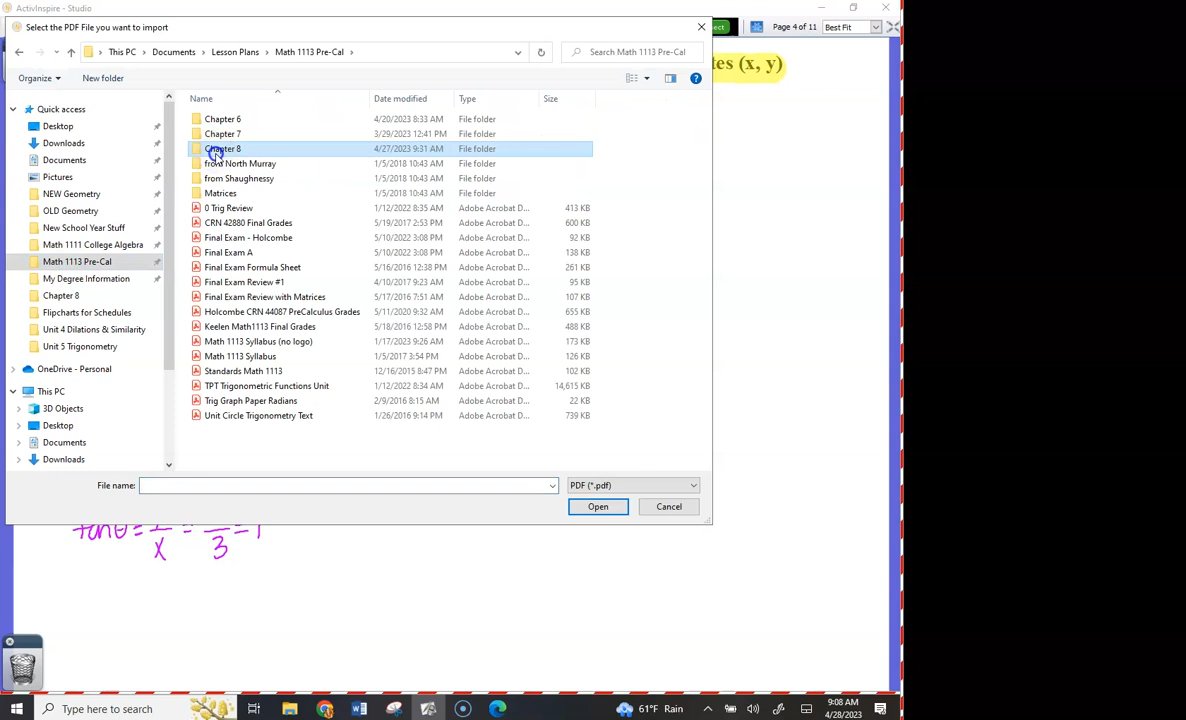 ActivInspire - Studio
Select the PDF File you want to import
ect
Page 4 of 11
Best Fit
tes (x, y)
This PC > Documents > Lesson Plans > Math 1113 Pre-Cal >
Search Math 1113 Pre-Cal
Organize
New folder
Name
Date modified
Type
Size
Quick access
Desktop
Downloads
Documents
Pictures
NEW Geometry
OLD Geometry
New School Year Stuff
Math 1111 College Algebra
Math 1113 Pre-Cal
My Degree Information
Chapter 8
Flipcharts for Schedules
Unit 4 Dilations & Similarity
Unit 5 Trigonometry
OneDrive - Personal
This PC
3D Objects
Desktop
Documents
Downloads
Chapter 6 4/20/2023 8:33 AM File folder
Chapter 7 3/29/2023 12:41 PM File folder
Chapter 8 4/27/2023 9:31 AM File folder
from North Murray 1/5/2018 10:43 AM File folder
from Shaughnessy 1/5/2018 10:43 AM File folder
Matrices 1/5/2018 10:43 AM File folder
0 Trig Review 1/12/2022 8:35 AM Adobe Acrobat D... 413 KB
CRN 42880 Final Grades 5/19/2017 2:53 PM Adobe Acrobat D... 600 KB
Final Exam - Holcombe 5/10/2022 3:08 PM Adobe Acrobat D... 92 KB
Final Exam A 5/10/2022 3:08 PM Adobe Acrobat D... 138 KB
Final Exam Formula Sheet 5/16/2016 12:38 PM Adobe Acrobat D... 261 KB
Final Exam Review #1 4/10/2017 9:23 AM Adobe Acrobat D... 95 KB
Final Exam Review with Matrices 5/17/2016 7:51 AM Adobe Acrobat D... 107 KB
Holcombe CRN 44087 PreCalculus Grades 5/11/2020 9:32 AM Adobe Acrobat D... 655 KB
Keelen Math1113 Final Grades 5/18/2016 12:58 PM Adobe Acrobat D... 488 KB
Math 1113 Syllabus (no logo) 1/17/2023 9:26 AM Adobe Acrobat D... 173 KB
Math 1113 Syllabus 1/5/2017 3:54 PM Adobe Acrobat D... 126 KB
Standards Math 1113 12/16/2015 8:47 PM Adobe Acrobat D... 102 KB
TPT Trigonometric Functions Unit 1/12/2022 8:34 AM Adobe Acrobat D... 14,615 KB
Trig Graph Paper Radians 2/9/2016 8:15 AM Adobe Acrobat D... 22 KB
Unit Circle Trigonometry Text 1/26/2016 9:14 PM Adobe Acrobat D... 739 KB
File name:
PDF (*.pdf)
Open
Cancel
tan θ = — = — = 1
x 3
Type here to search
61°F Rain
9:08 AM
4/28/2023